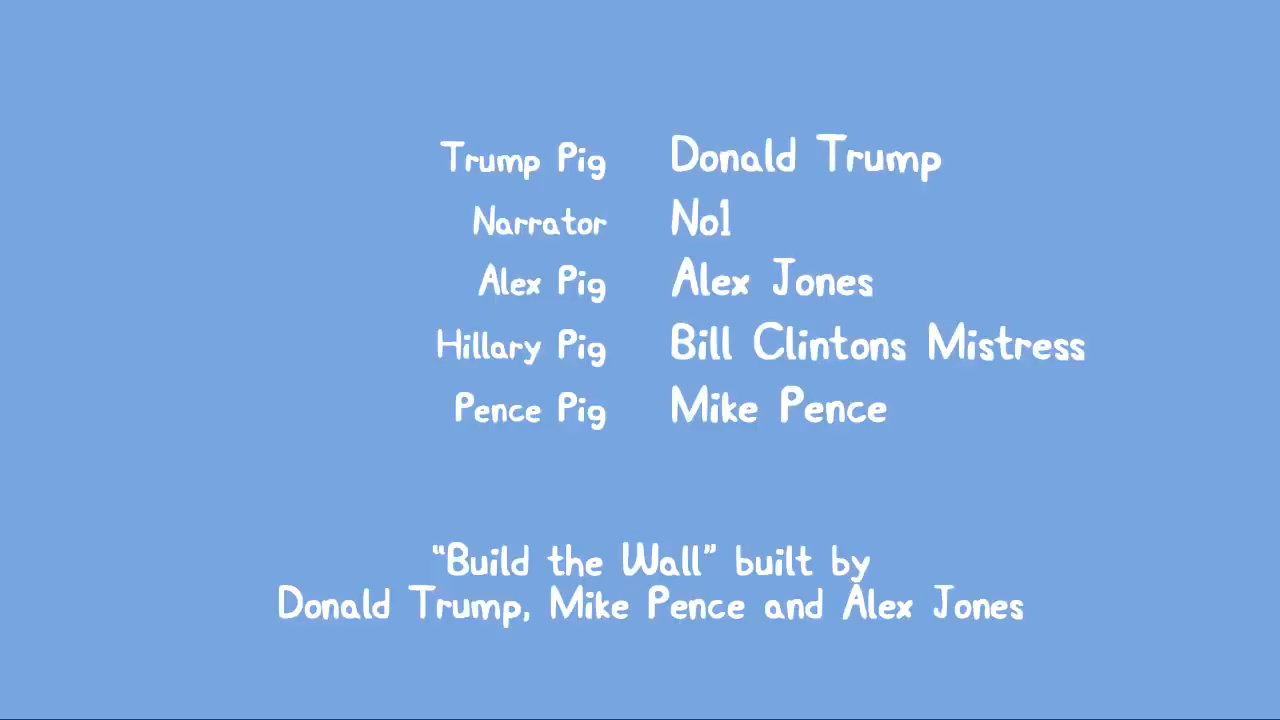 Trump Pig Donald Trump
Narrator No1
Alex Pig Alex Jones
Hillary Pig Bill Clintons Mistress
Pence Pig Mike Pence
“Build the Wall” built by
Donald Trump, Mike Pence and Alex Jones